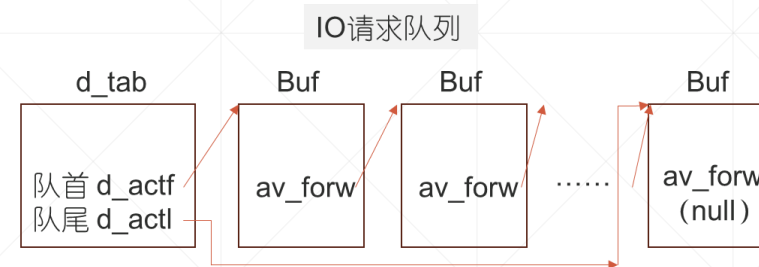 IO请求队列
d_tab
Buf
Buf
Buf
队首 d_actf
队尾 d_actl
av_forw
av_forw
……
av_forw
(null)